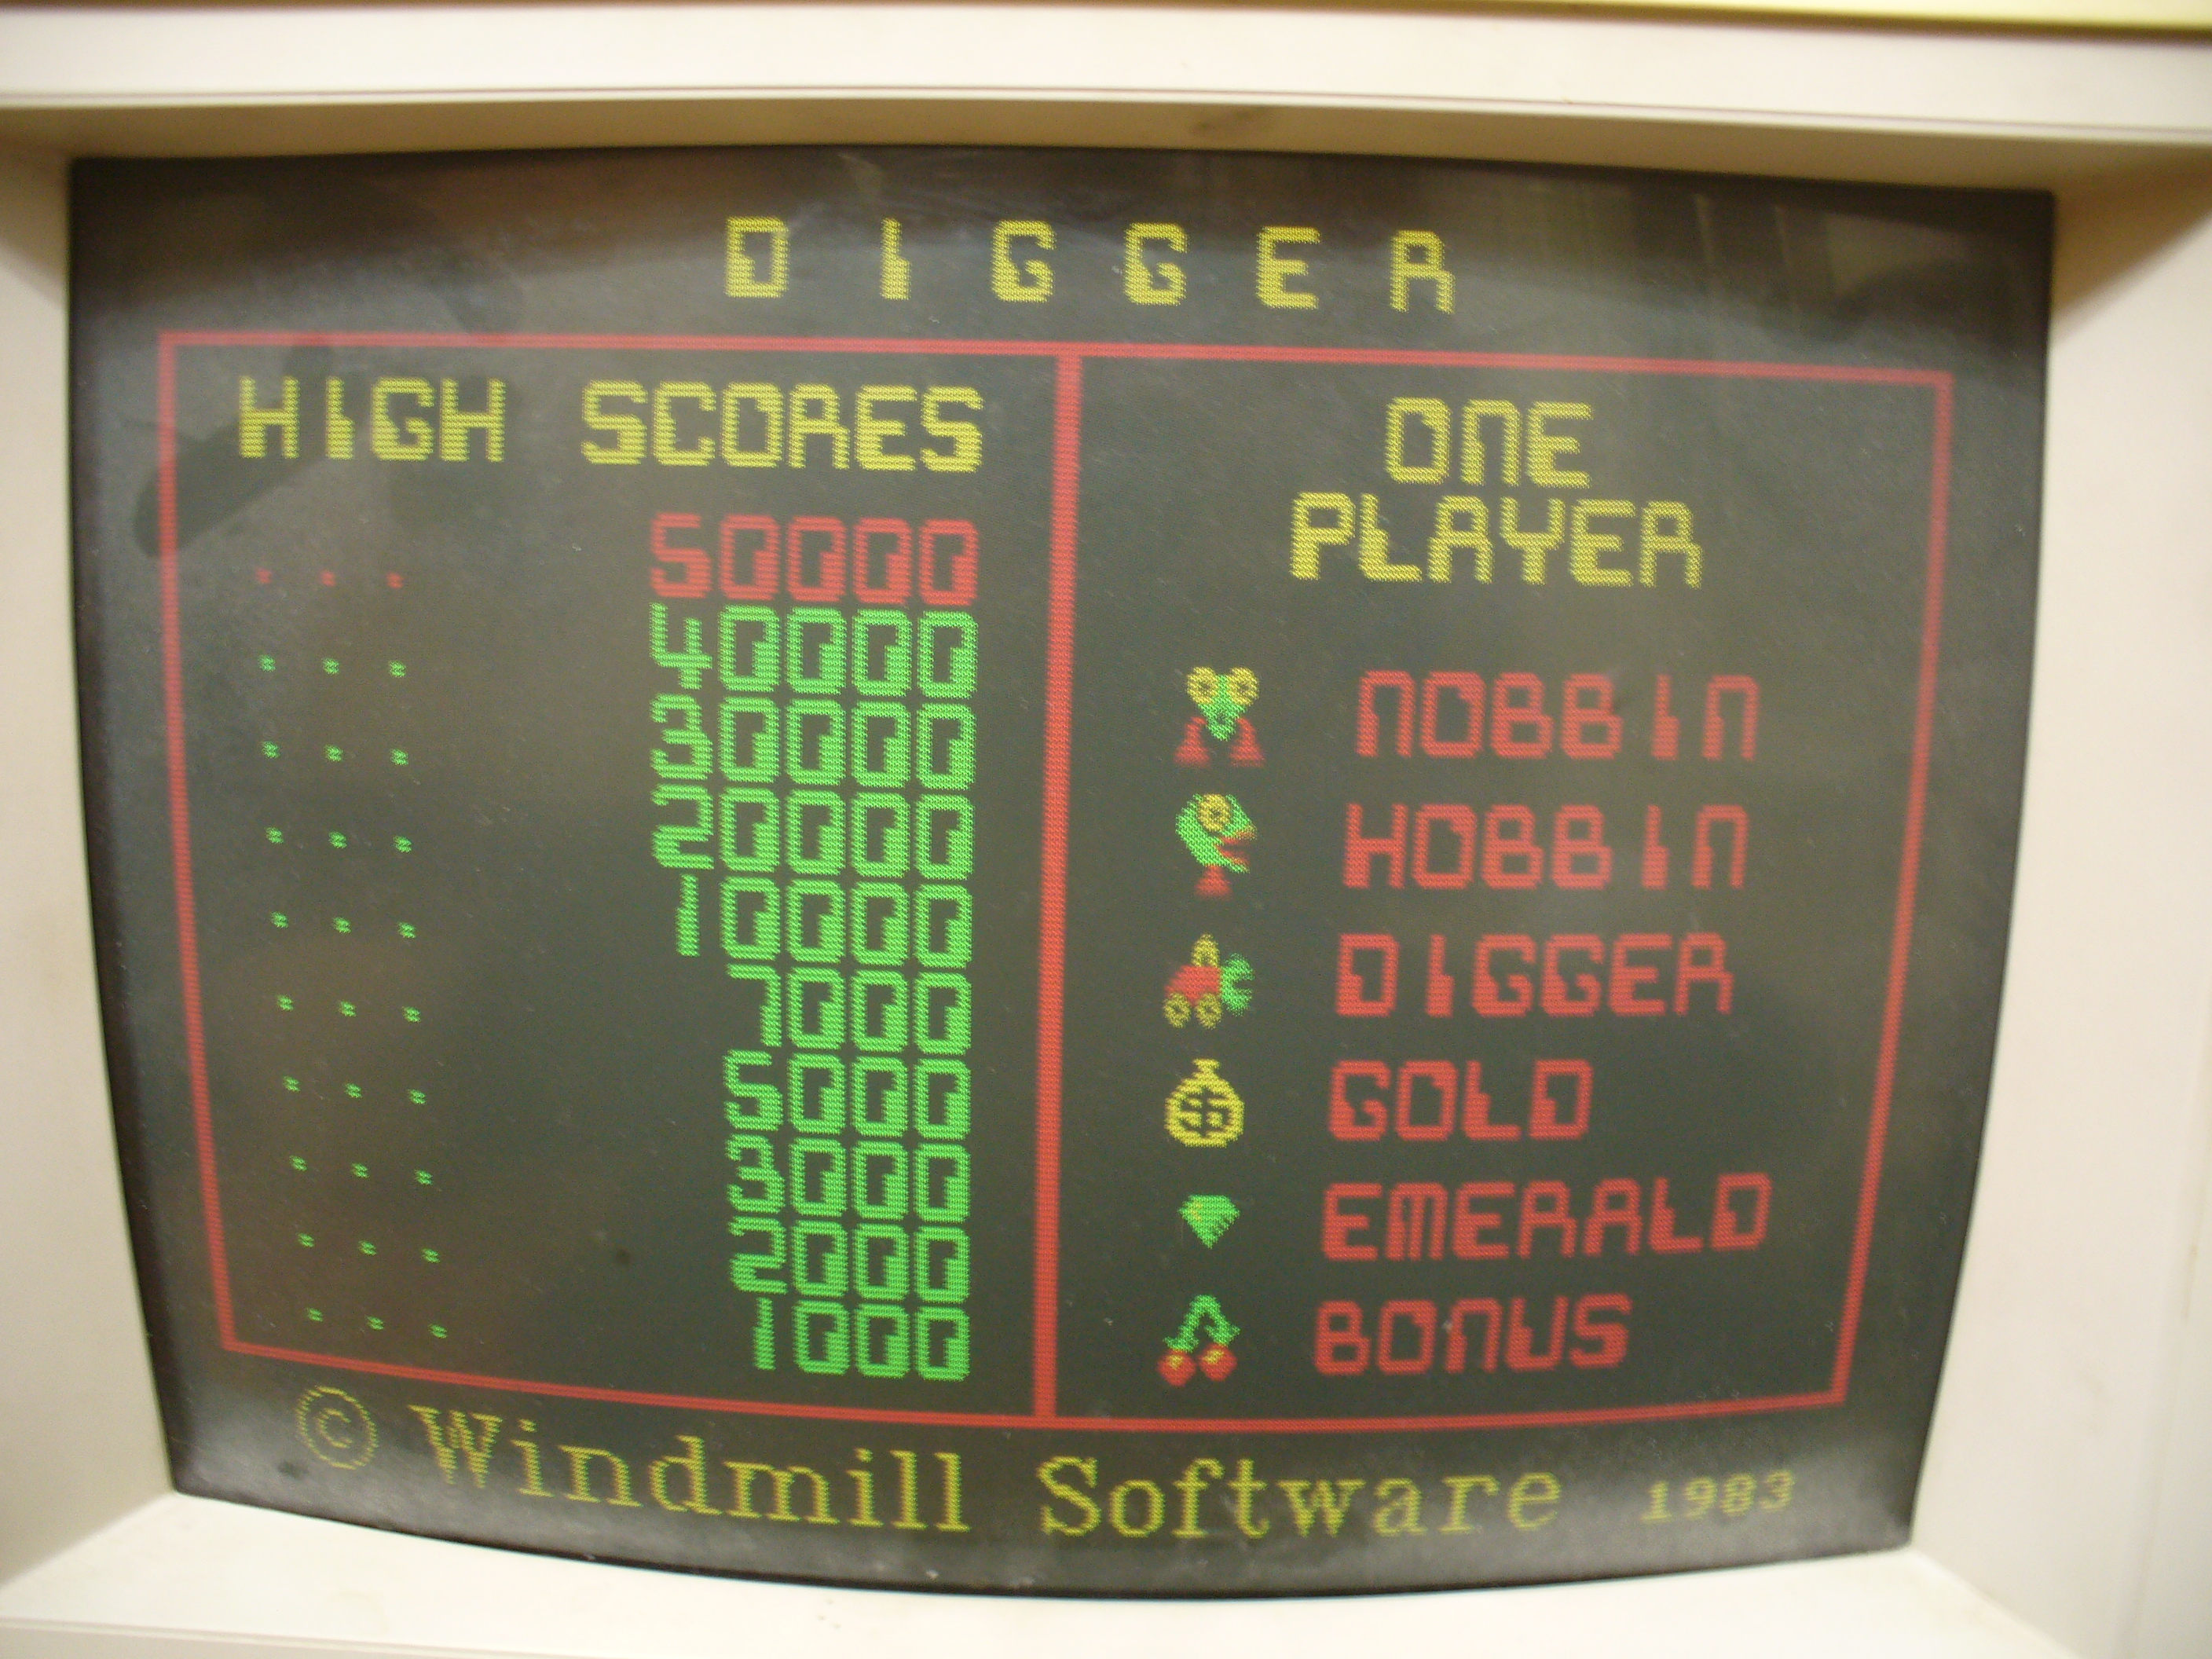 DIGGER
HIGH SCORES
... 50000
... 40000
... 30000
... 20000
... 10000
... 7000
... 5000
... 3000
... 2000
... 1000
ONE
PLAYER
NOBBIN
HOBBIN
DIGGER
$ GOLD
EMERALD
BONUS
© Windmill Software 1983